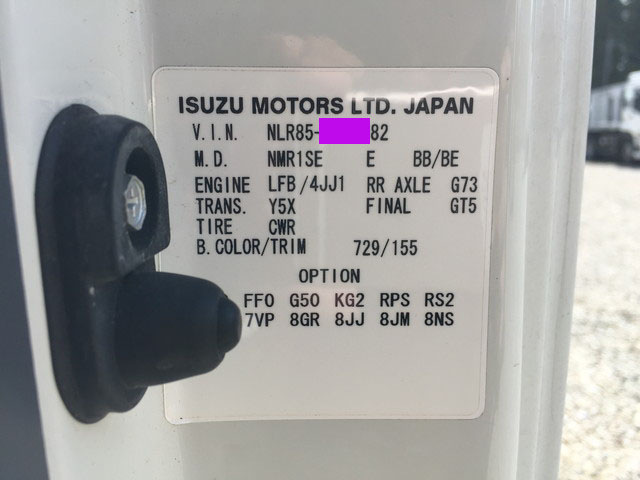 ISUZU MOTORS LTD. JAPAN
V.I.N. NLR85- 82
M.D. NMR1SE E BB/BE
ENGINE LFB/4JJ1 RR AXLE G73
TRANS. Y5X FINAL GT5
TIRE CWR
B.COLOR/TRIM 729/155
OPTION
FF0 G50 KG2 RPS RS2
7VP 8GR 8JJ 8JM 8NS